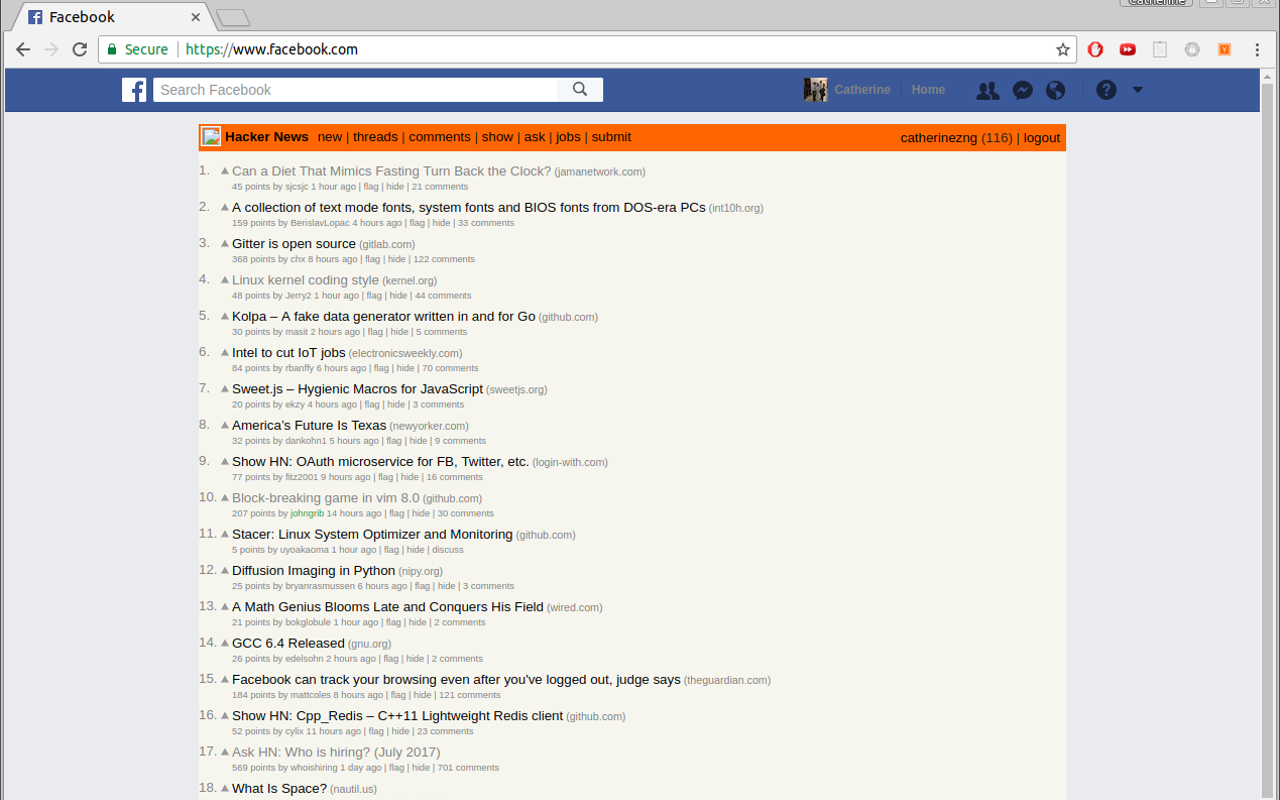 Facebook
Catherine
Secure https://www.facebook.com
Search Facebook
Catherine Home
Hacker News new | threads | comments | show | ask | jobs | submit catherinezng (116) | logout
1. Can a Diet That Mimics Fasting Turn Back the Clock? (jamanetwork.com)
45 points by sjcsjc 1 hour ago | flag | hide | 21 comments
2. A collection of text mode fonts, system fonts and BIOS fonts from DOS-era PCs (int10h.org)
159 points by BerislavLopac 4 hours ago | flag | hide | 33 comments
3. Gitter is open source (gitlab.com)
368 points by chx 8 hours ago | flag | hide | 122 comments
4. Linux kernel coding style (kernel.org)
48 points by Jerry2 1 hour ago | flag | hide | 44 comments
5. Kolpa – A fake data generator written in and for Go (github.com)
30 points by masit 2 hours ago | flag | hide | 5 comments
6. Intel to cut IoT jobs (electronicsweekly.com)
84 points by rbanffy 6 hours ago | flag | hide | 70 comments
7. Sweet.js – Hygienic Macros for JavaScript (sweetjs.org)
20 points by ekzy 4 hours ago | flag | hide | 3 comments
8. America's Future Is Texas (newyorker.com)
32 points by dankohn1 5 hours ago | flag | hide | 9 comments
9. Show HN: OAuth microservice for FB, Twitter, etc. (login-with.com)
77 points by fitz2001 9 hours ago | flag | hide | 16 comments
10. Block-breaking game in vim 8.0 (github.com)
207 points by johngrib 14 hours ago | flag | hide | 30 comments
11. Stacer: Linux System Optimizer and Monitoring (github.com)
5 points by uyoakaoma 1 hour ago | flag | hide | discuss
12. Diffusion Imaging in Python (nipy.org)
25 points by bryanrasmussen 6 hours ago | flag | hide | 3 comments
13. A Math Genius Blooms Late and Conquers His Field (wired.com)
21 points by bokglobule 1 hour ago | flag | hide | 2 comments
14. GCC 6.4 Released (gnu.org)
26 points by edelsohn 2 hours ago | flag | hide | 2 comments
15. Facebook can track your browsing even after you've logged out, judge says (theguardian.com)
184 points by mattcoles 8 hours ago | flag | hide | 121 comments
16. Show HN: Cpp_Redis – C++11 Lightweight Redis client (github.com)
52 points by cylix 11 hours ago | flag | hide | 23 comments
17. Ask HN: Who is hiring? (July 2017)
569 points by whoishiring 1 day ago | flag | hide | 701 comments
18. What Is Space? (nautil.us)